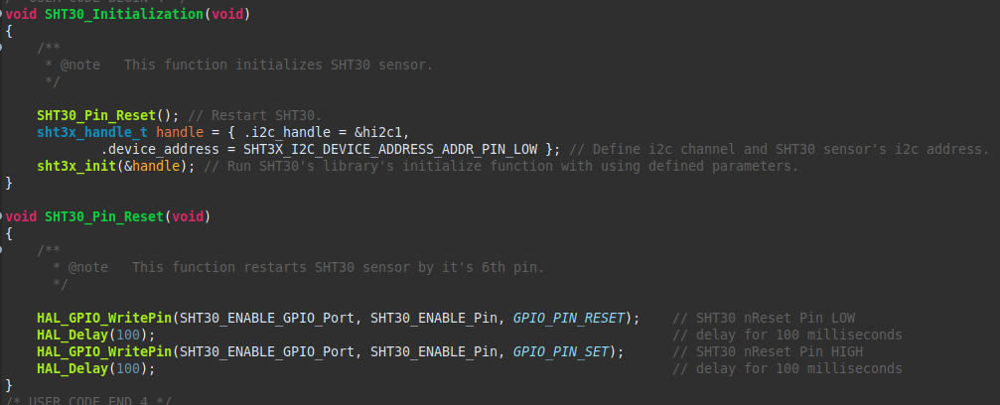 /* USER CODE BEGIN 4 */
void SHT30_Initialization(void)
{
    /**
     * @note   This function initializes SHT30 sensor.
     */
    SHT30_Pin_Reset(); // Restart SHT30.
    sht3x_handle_t handle = { .i2c_handle = &hi2c1,
            .device_address = SHT3X_I2C_DEVICE_ADDRESS_ADDR_PIN_LOW }; // Define i2c channel and SHT30 sensor's i2c address.
    sht3x_init(&handle); // Run SHT30's library's initialize function with using defined parameters.
}
void SHT30_Pin_Reset(void)
{
    /**
      * @note   This function restarts SHT30 sensor by it's 6th pin.
      */
    HAL_GPIO_WritePin(SHT30_ENABLE_GPIO_Port, SHT30_ENABLE_Pin, GPIO_PIN_RESET);    // SHT30 nReset Pin LOW
    HAL_Delay(100);                                                                 // delay for 100 milliseconds
    HAL_GPIO_WritePin(SHT30_ENABLE_GPIO_Port, SHT30_ENABLE_Pin, GPIO_PIN_SET);      // SHT30 nReset Pin HIGH
    HAL_Delay(100);                                                                 // delay for 100 milliseconds
}
/* USER CODE END 4 */